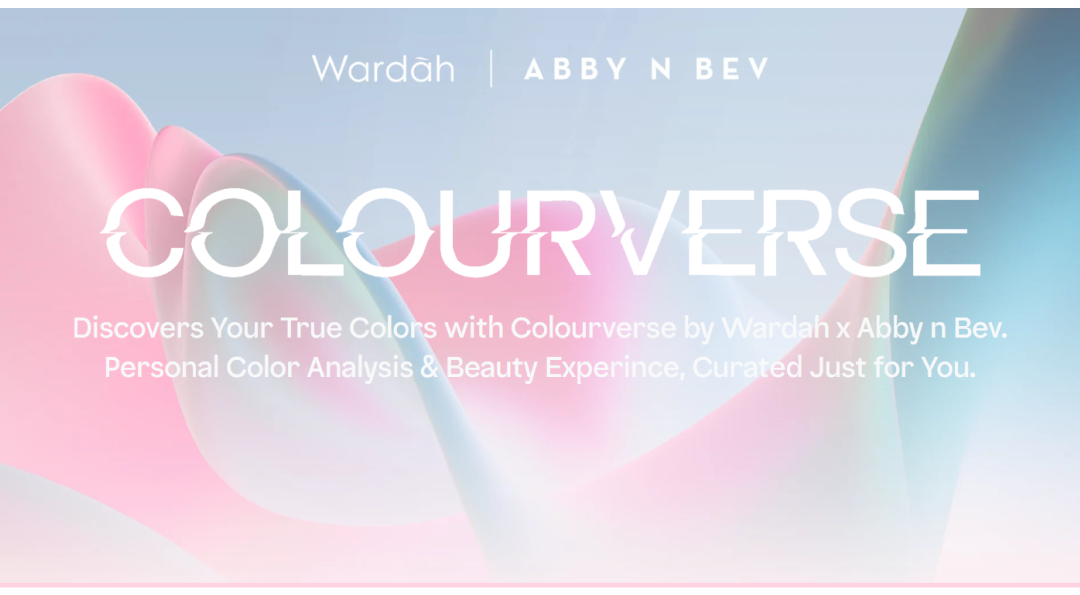 Wardah | ABBY N BEV
COLOURVERSE
Discovers Your True Colors with Colourverse by Wardah x Abby n Bev.
Personal Color Analysis & Beauty Experince, Curated Just for You.